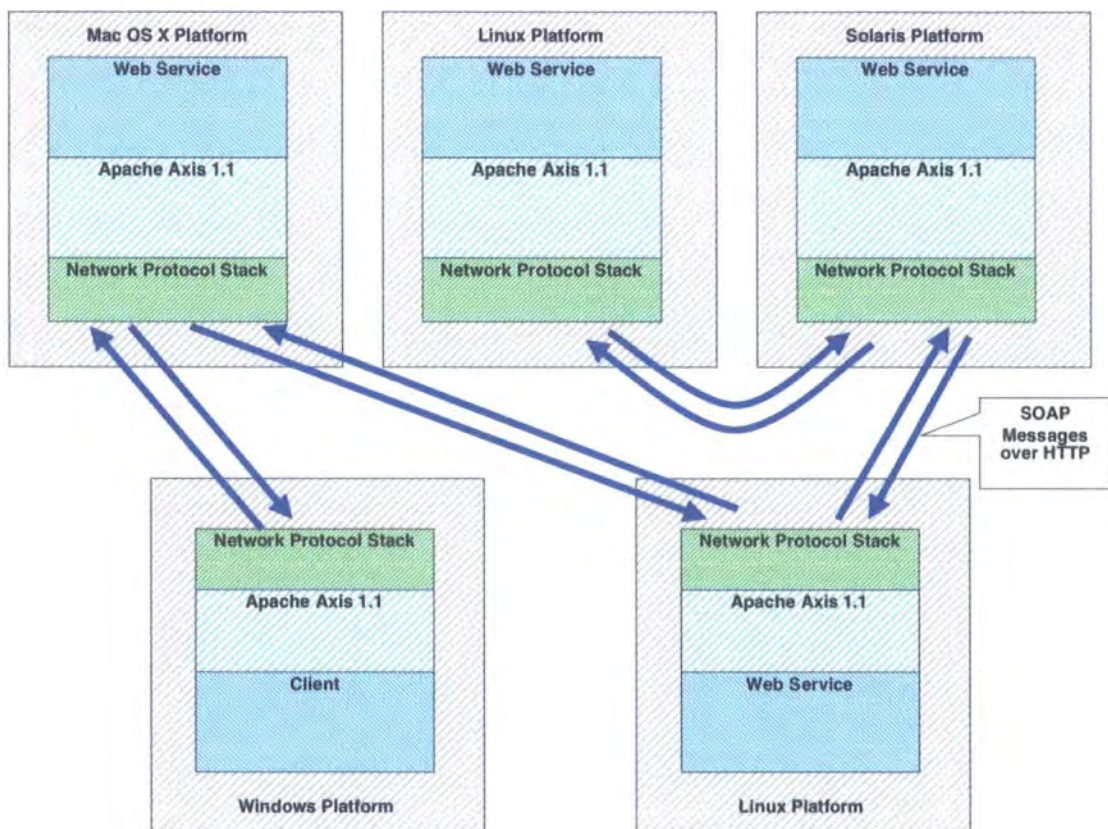 Mac OS X Platform
Web Service
Apache Axis 1.1
Network Protocol Stack
Linux Platform
Web Service
Apache Axis 1.1
Network Protocol Stack
Solaris Platform
Web Service
Apache Axis 1.1
Network Protocol Stack
SOAP
Messages
over HTTP
Network Protocol Stack
Apache Axis 1.1
Client
Windows Platform
Network Protocol Stack
Apache Axis 1.1
Web Service
Linux Platform